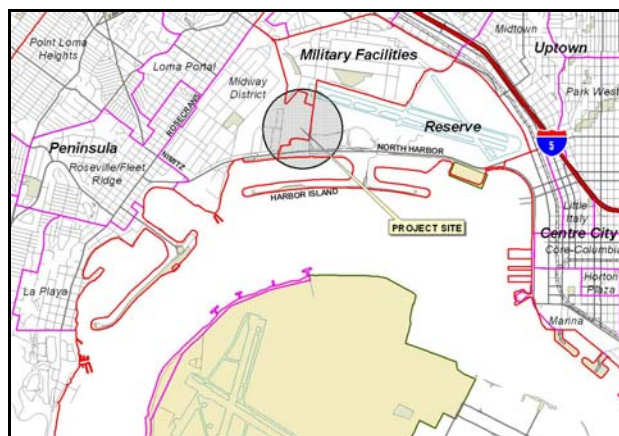 Point Loma
Heights
Loma Portal
Midway
District
Military Facilities
Midtown
Uptown
Park West
ROSECRANS
NIMITZ
Peninsula
Roseville/Fleet
Ridge
Reserve
NORTH HARBOR
5
HARBOR ISLAND
PROJECT SITE
Little
Italy
Centre City
Core-Columbia
Horton
Plaza
La Playa
Marina